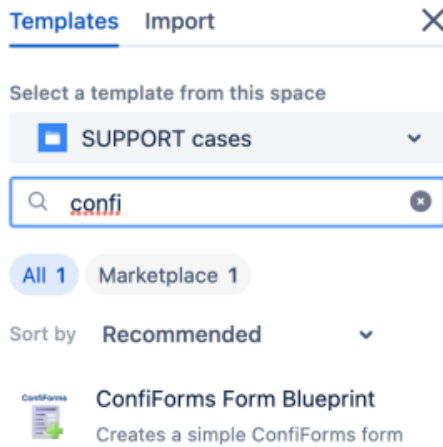 Templates Import
Select a template from this space
SUPPORT cases
confi
All 1 Marketplace 1
Sort by Recommended
ConfiForms
ConfiForms Form Blueprint
Creates a simple ConfiForms form